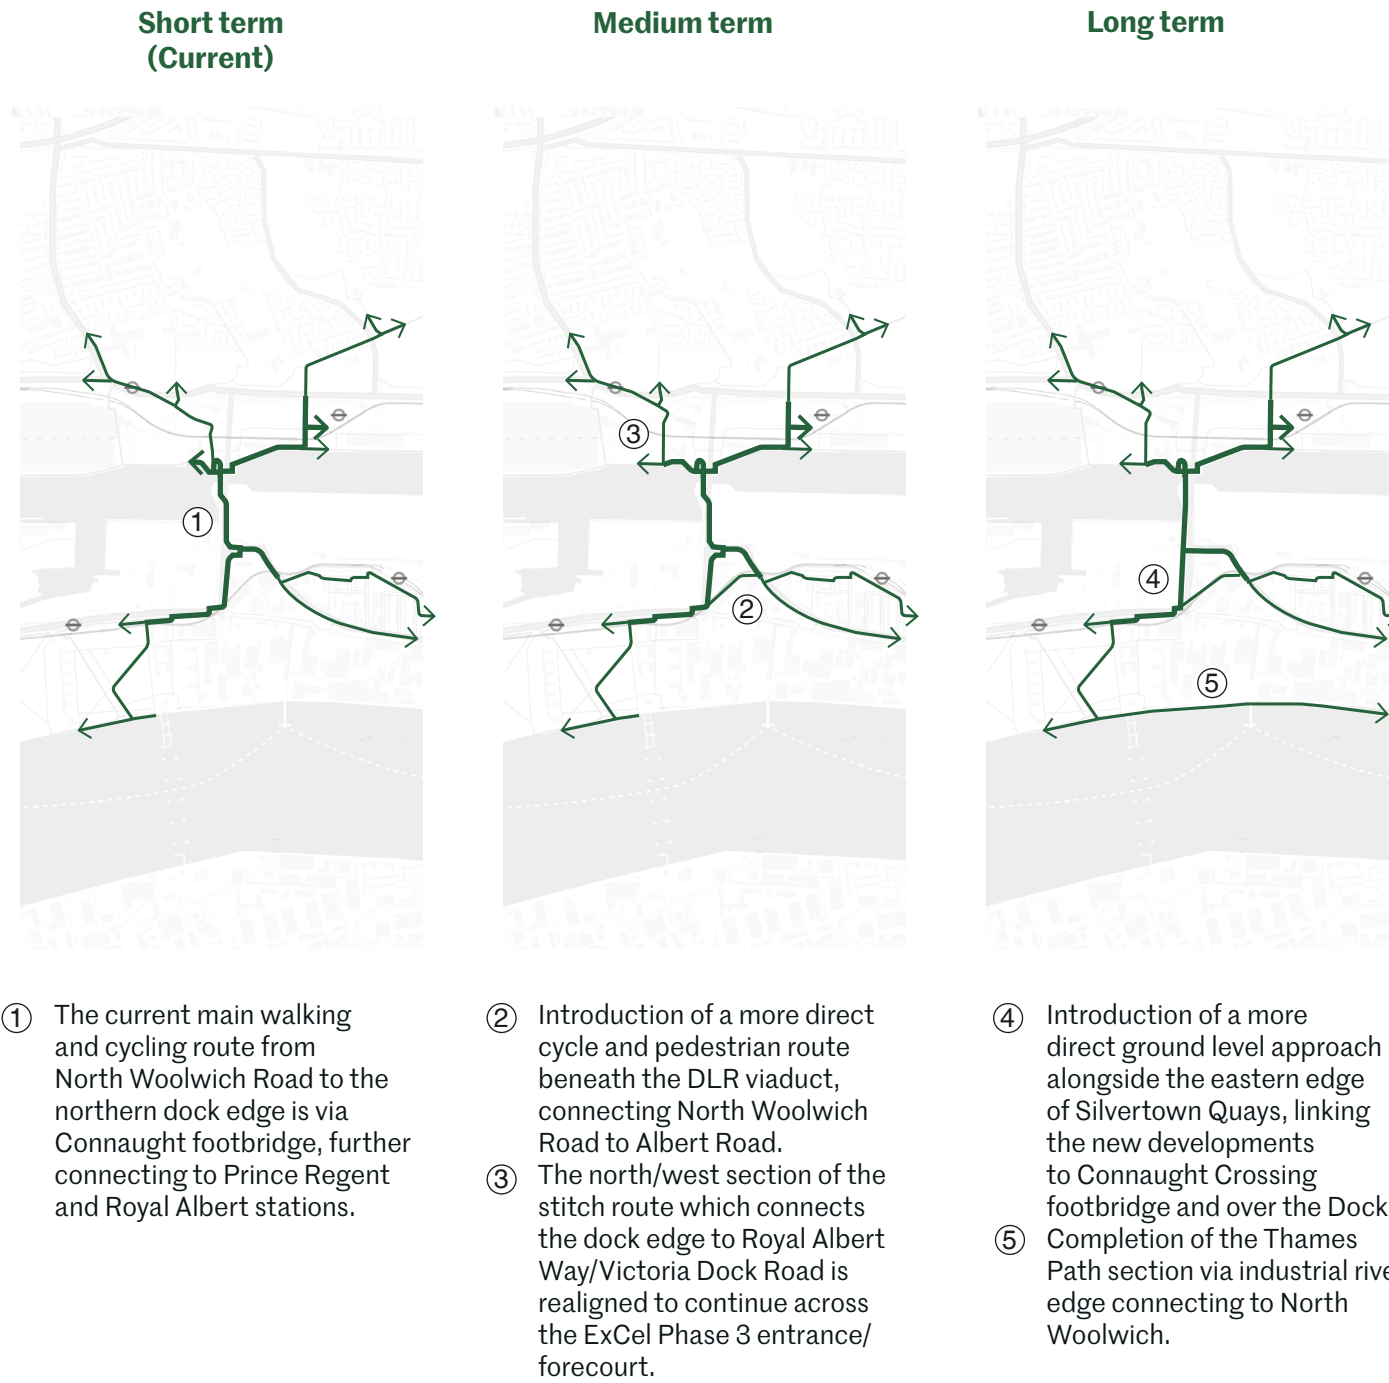 Short term
(Current)
Medium term
Long term
①
③
②
④
⑤
① The current main walking
and cycling route from
North Woolwich Road to the
northern dock edge is via
Connaught footbridge, further
connecting to Prince Regent
and Royal Albert stations.
② Introduction of a more direct
cycle and pedestrian route
beneath the DLR viaduct,
connecting North Woolwich
Road to Albert Road.
③ The north/west section of the
stitch route which connects
the dock edge to Royal Albert
Way/Victoria Dock Road is
realigned to continue across
the ExCel Phase 3 entrance/
forecourt.
④ Introduction of a more
direct ground level approach
alongside the eastern edge
of Silvertown Quays, linking
the new developments
to Connaught Crossing
footbridge and over the Dock
⑤ Completion of the Thames
Path section via industrial rive
edge connecting to North
Woolwich.